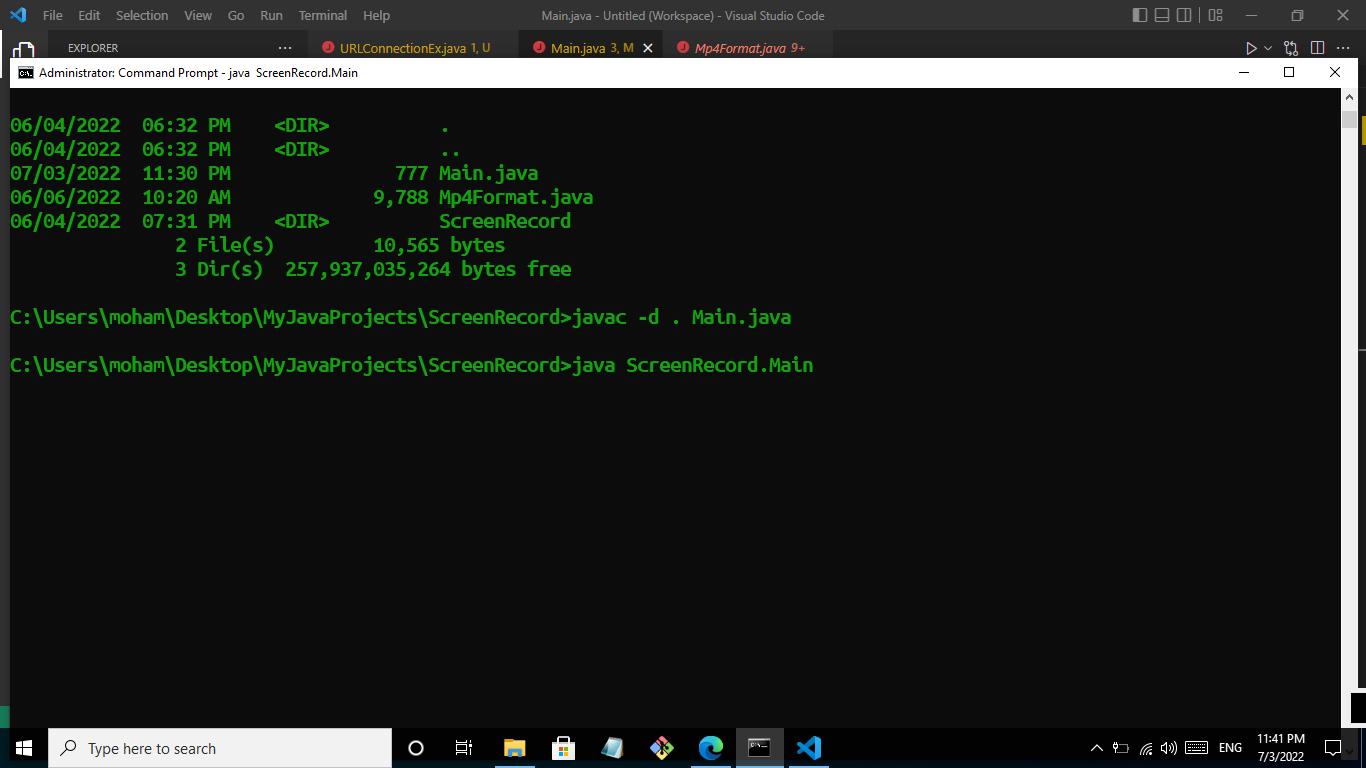 File Edit Selection View Go Run Terminal Help Main.java - Untitled (Workspace) - Visual Studio Code
EXPLORER ... URLConnectionEx.java 1, U Main.java 3, M Mp4Format.java 9+
Administrator: Command Prompt - java ScreenRecord.Main
06/04/2022 06:32 PM <DIR> .
06/04/2022 06:32 PM <DIR> ..
07/03/2022 11:30 PM 777 Main.java
06/06/2022 10:20 AM 9,788 Mp4Format.java
06/04/2022 07:31 PM <DIR> ScreenRecord
2 File(s) 10,565 bytes
3 Dir(s) 257,937,035,264 bytes free
C:\Users\moham\Desktop\MyJavaProjects\ScreenRecord>javac -d . Main.java
C:\Users\moham\Desktop\MyJavaProjects\ScreenRecord>java ScreenRecord.Main
Type here to search
ENG
11:41 PM
7/3/2022